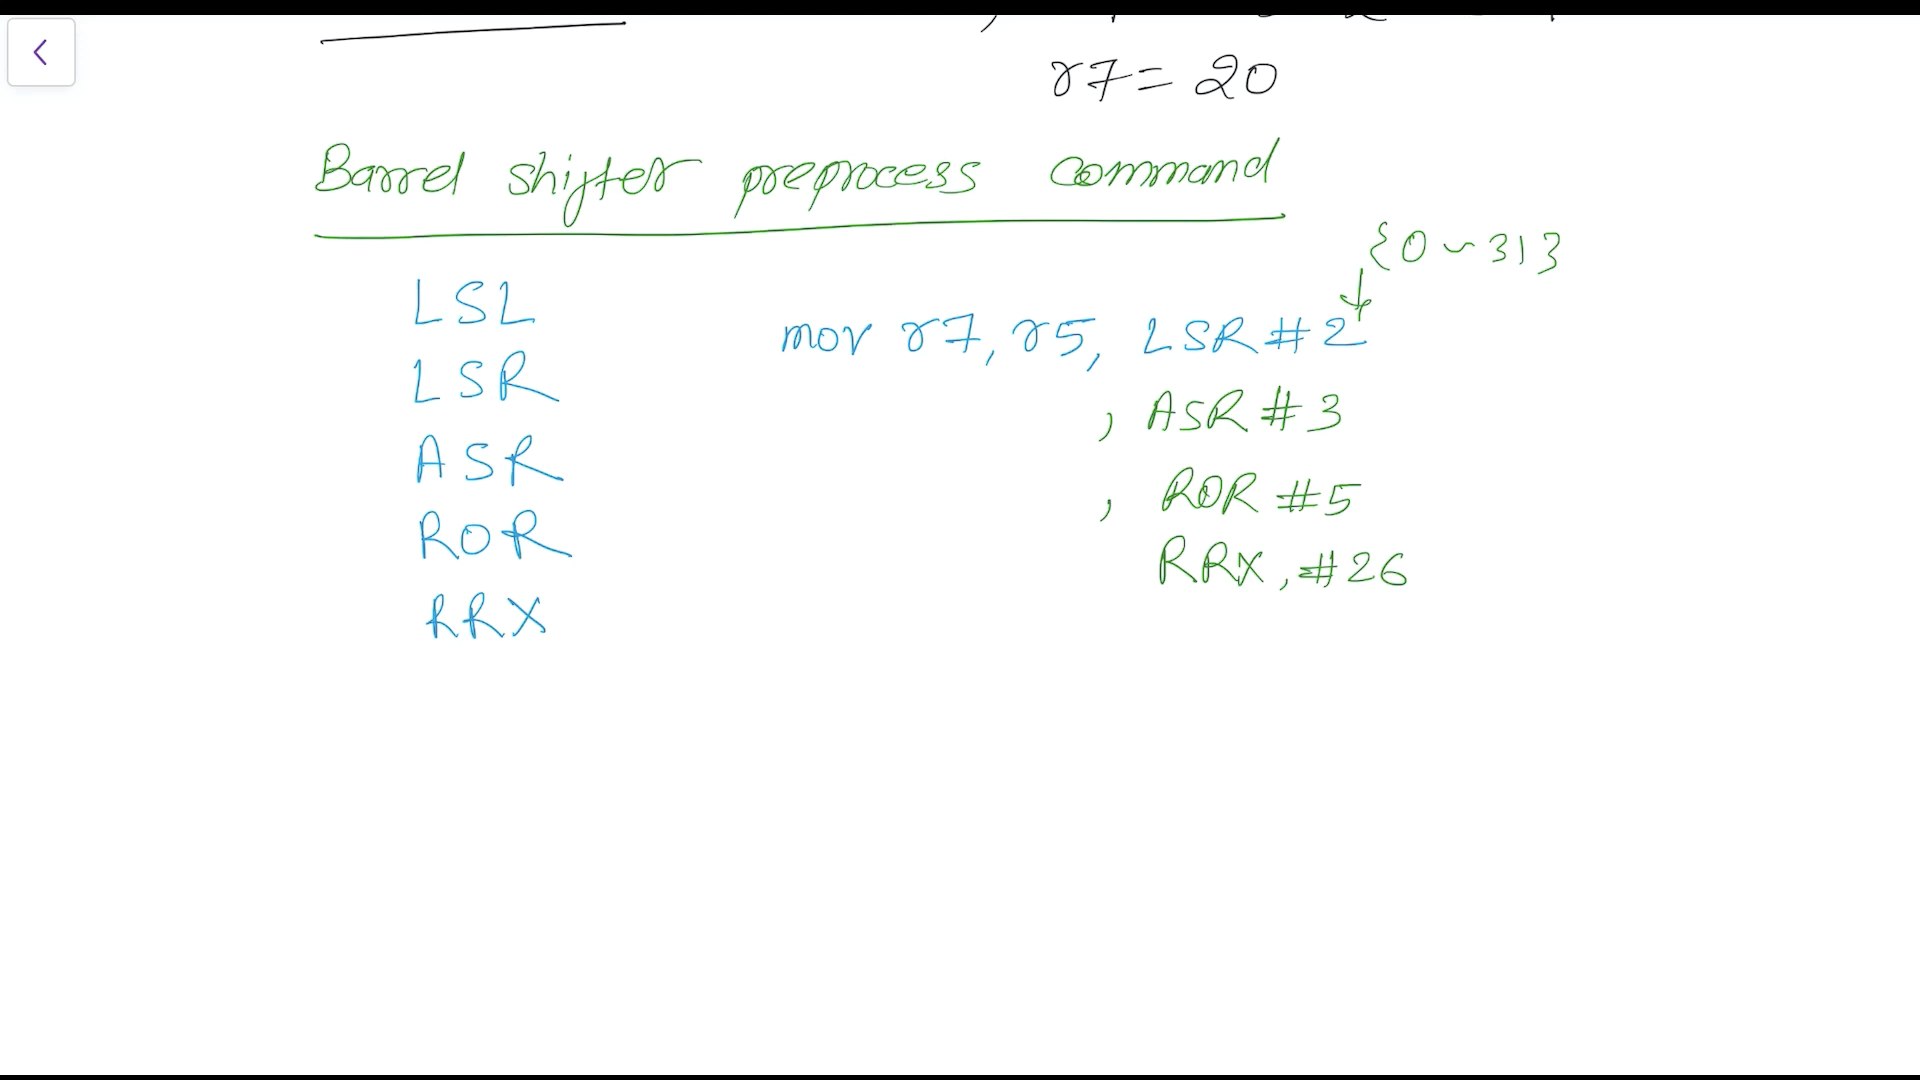 r7 = 20
Barrel shifter preprocess command
{0 ~ 31}
LSL
mov r7, r5, LSR #2
LSR
, ASR #3
ASR
, ROR #5
ROR
RRX, #26
RRX